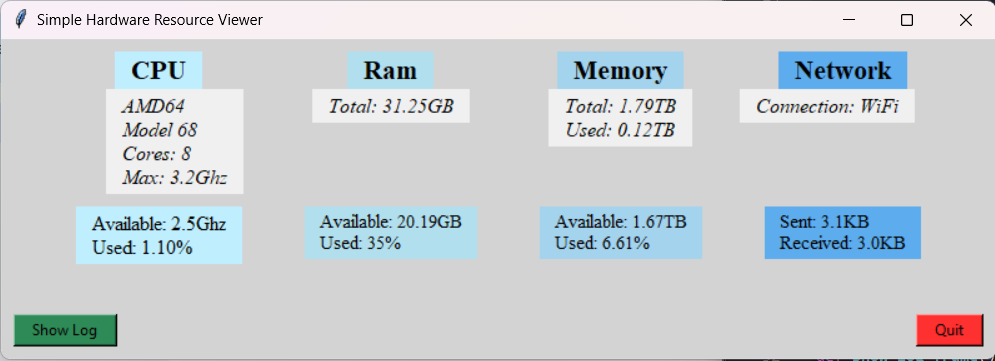 Simple Hardware Resource Viewer
CPU
AMD64
Model 68
Cores: 8
Max: 3.2Ghz
Available: 2.5Ghz
Used: 1.10%
Ram
Total: 31.25GB
Available: 20.19GB
Used: 35%
Memory
Total: 1.79TB
Used: 0.12TB
Available: 1.67TB
Used: 6.61%
Network
Connection: WiFi
Sent: 3.1KB
Received: 3.0KB
Show Log
Quit